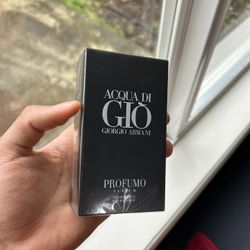 ACQUA DI
GIÒ
GIORGIO ARMANI
PROFUMO
PARFUM